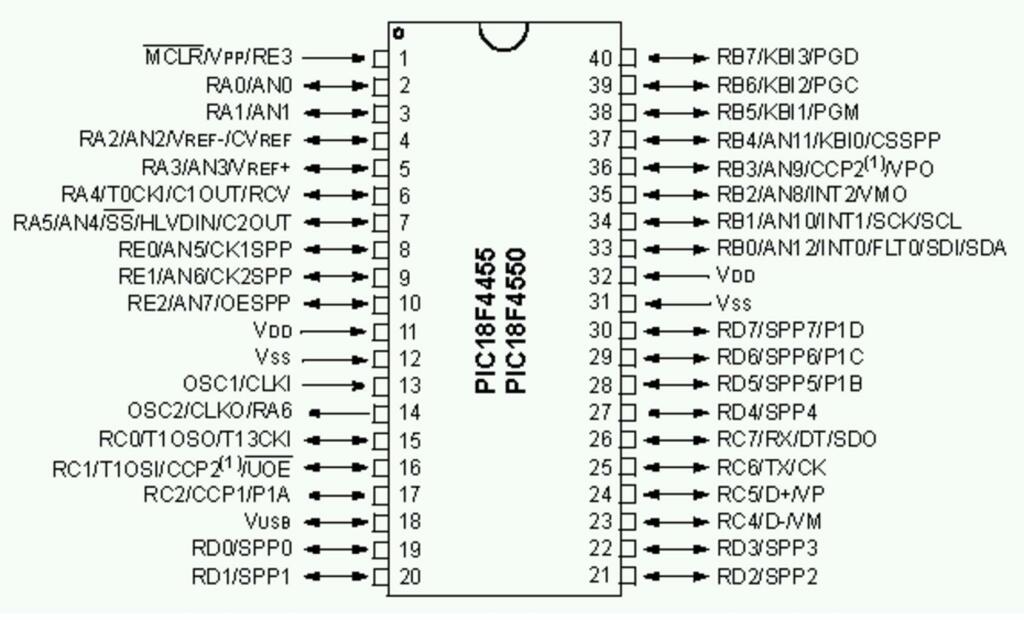 MCLR/VPP/RE3 1
RA0/AN0 2
RA1/AN1 3
RA2/AN2/VREF-/CVREF 4
RA3/AN3/VREF+ 5
RA4/T0CKI/C1OUT/RCV 6
RA5/AN4/SS/HLVDIN/C2OUT 7
RE0/AN5/CK1SPP 8
RE1/AN6/CK2SPP 9
RE2/AN7/OESPP 10
VDD 11
VSS 12
OSC1/CLKI 13
OSC2/CLKO/RA6 14
RC0/T1OSO/T13CKI 15
RC1/T1OSI/CCP2(1)/UOE 16
RC2/CCP1/P1A 17
VUSB 18
RD0/SPP0 19
RD1/SPP1 20
PIC18F4455
PIC18F4550
40 RB7/KBI3/PGD
39 RB6/KBI2/PGC
38 RB5/KBI1/PGM
37 RB4/AN11/KBI0/CSSPP
36 RB3/AN9/CCP2(1)/VPO
35 RB2/AN8/INT2/VMO
34 RB1/AN10/INT1/SCK/SCL
33 RB0/AN12/INT0/FLT0/SDI/SDA
32 VDD
31 VSS
30 RD7/SPP7/P1D
29 RD6/SPP6/P1C
28 RD5/SPP5/P1B
27 RD4/SPP4
26 RC7/RX/DT/SDO
25 RC6/TX/CK
24 RC5/D+/VP
23 RC4/D-/VM
22 RD3/SPP3
21 RD2/SPP2